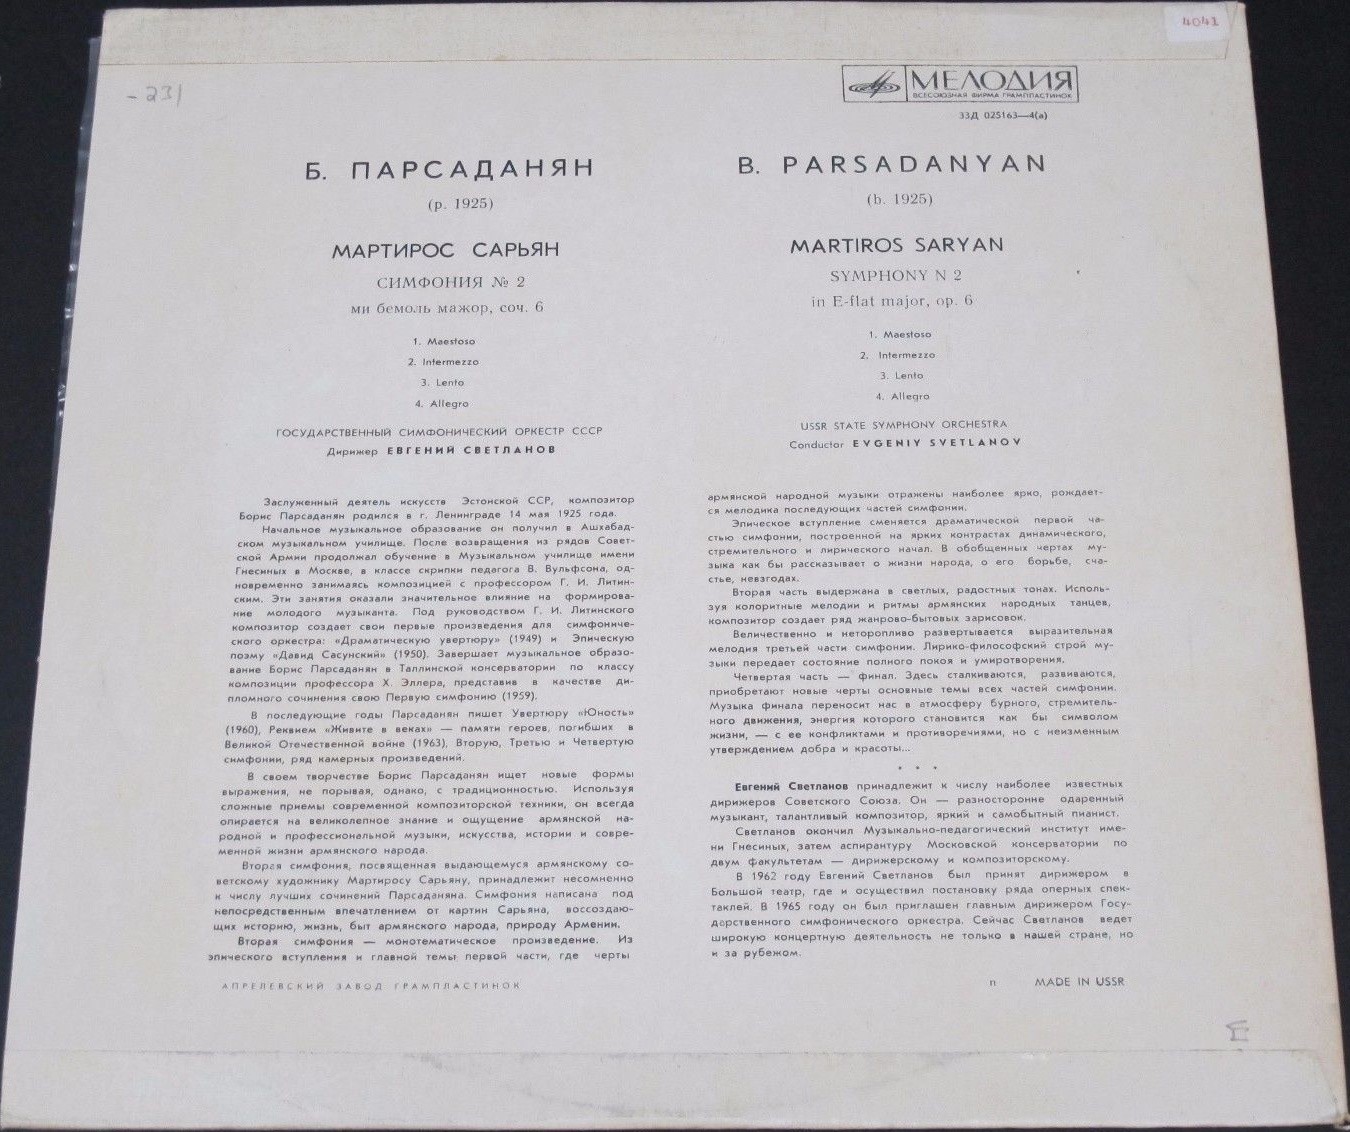 4041
- 231
МЕЛОДИЯ
ВСЕСОЮЗНАЯ ФИРМА ГРАМПЛАСТИНОК
33Д 025163—4(а)
Б. ПАРСАДАНЯН
(р. 1925)
МАРТИРОС САРЬЯН
СИМФОНИЯ № 2
ми бемоль мажор, соч. 6
1. Maestoso
2. Intermezzo
3. Lento
4. Allegro
ГОСУДАРСТВЕННЫЙ СИМФОНИЧЕСКИЙ ОРКЕСТР СССР
Дирижер ЕВГЕНИЙ СВЕТЛАНОВ
B. PARSADANYAN
(b. 1925)
MARTIROS SARYAN
SYMPHONY N 2
in E-flat major, op. 6
1. Maestoso
2. Intermezzo
3. Lento
4. Allegro
USSR STATE SYMPHONY ORCHESTRA
Conductor EVGENIY SVETLANOV
Заслуженный деятель искусств Эстонской ССР, композитор
Борис Парсаданян родился в г. Ленинграде 14 мая 1925 года.
Начальное музыкальное образование он получил в Ашхабад-
ском музыкальном училище. После возвращения из рядов Совет-
ской Армии продолжал обучение в Музыкальном училище имени
Гнесиных в Москве, в классе скрипки педагога В. Вульфсона, од-
новременно занимаясь композицией с профессором Г. И. Литин-
ским. Эти занятия оказали значительное влияние на формирова-
ние молодого музыканта. Под руководством Г. И. Литинского
композитор создает свои первые произведения для симфониче-
ского оркестра: «Драматическую увертюру» (1949) и Эпическую
поэму «Давид Сасунский» (1950). Завершает музыкальное образо-
вание Борис Парсаданян в Таллинской консерватории по классу
композиции профессора Х. Эллера, представив в качестве ди-
пломного сочинения свою Первую симфонию (1959).
В последующие годы Парсаданян пишет Увертюру «Юность»
(1960), Реквием «Живите в веках» — памяти героев, погибших в
Великой Отечественной войне (1963), Вторую, Третью и Четвертую
симфонии, ряд камерных произведений.
В своем творчестве Борис Парсаданян ищет новые формы
выражения, не порывая, однако, с традиционностью. Используя
сложные приемы современной композиторской техники, он всегда
опирается на великолепное знание и ощущение армянской на-
родной и профессиональной музыки, искусства, истории и совре-
менной жизни армянского народа.
Вторая симфония, посвященная выдающемуся армянскому со-
ветскому художнику Мартиросу Сарьяну, принадлежит несомненно
к числу лучших сочинений Парсаданяна. Симфония написана под
непосредственным впечатлением от картин Сарьяна, воссоздаю-
щих историю, жизнь, быт армянского народа, природу Армении.
Вторая симфония — монотематическое произведение. Из
эпического вступления и главной темы первой части, где черты
армянской народной музыки отражены наиболее ярко, рождает-
ся мелодика последующих частей симфонии.
Эпическое вступление сменяется драматической первой ча-
стью симфонии, построенной на ярких контрастах динамического,
стремительного и лирического начал. В обобщенных чертах му-
зыка как бы рассказывает о жизни народа, о его борьбе, сча-
стье, невзгодах.
Вторая часть выдержана в светлых, радостных тонах. Исполь-
зуя колоритные мелодии и ритмы армянских народных танцев,
композитор создает ряд жанрово-бытовых зарисовок.
Величественно и неторопливо развертывается выразительная
мелодия третьей части симфонии. Лирико-философский строй му-
зыки передает состояние полного покоя и умиротворения.
Четвертая часть — финал. Здесь сталкиваются, развиваются,
приобретают новые черты основные темы всех частей симфонии.
Музыка финала переносит нас в атмосферу бурного, стремитель-
ного движения, энергия которого становится как бы символом
жизни, — с ее конфликтами и противоречиями, но с неизменным
утверждением добра и красоты...
* * *
Евгений Светланов принадлежит к числу наиболее известных
дирижеров Советского Союза. Он — разносторонне одаренный
музыкант, талантливый композитор, яркий и самобытный пианист.
Светланов окончил Музыкально-педагогический институт име-
ни Гнесиных, затем аспирантуру Московской консерватории по
двум факультетам — дирижерскому и композиторскому.
В 1962 году Евгений Светланов был принят дирижером в
Большой театр, где и осуществил постановку ряда оперных спек-
таклей. В 1965 году он был приглашен главным дирижером Госу-
дарственного симфонического оркестра. Сейчас Светланов ведет
широкую концертную деятельность не только в нашей стране, но
и за рубежом.
АПРЕЛЕВСКИЙ ЗАВОД ГРАМПЛАСТИНОК
п MADE IN USSR
E